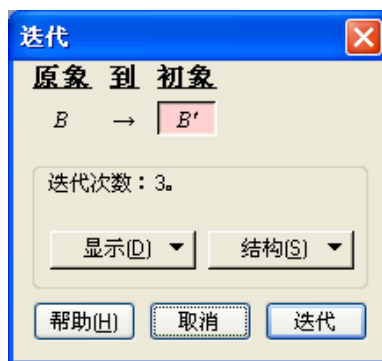 迭代
原象 到 初象
B → B'
迭代次数：3。
显示(D) 结构(S)
帮助(H) 取消 迭代